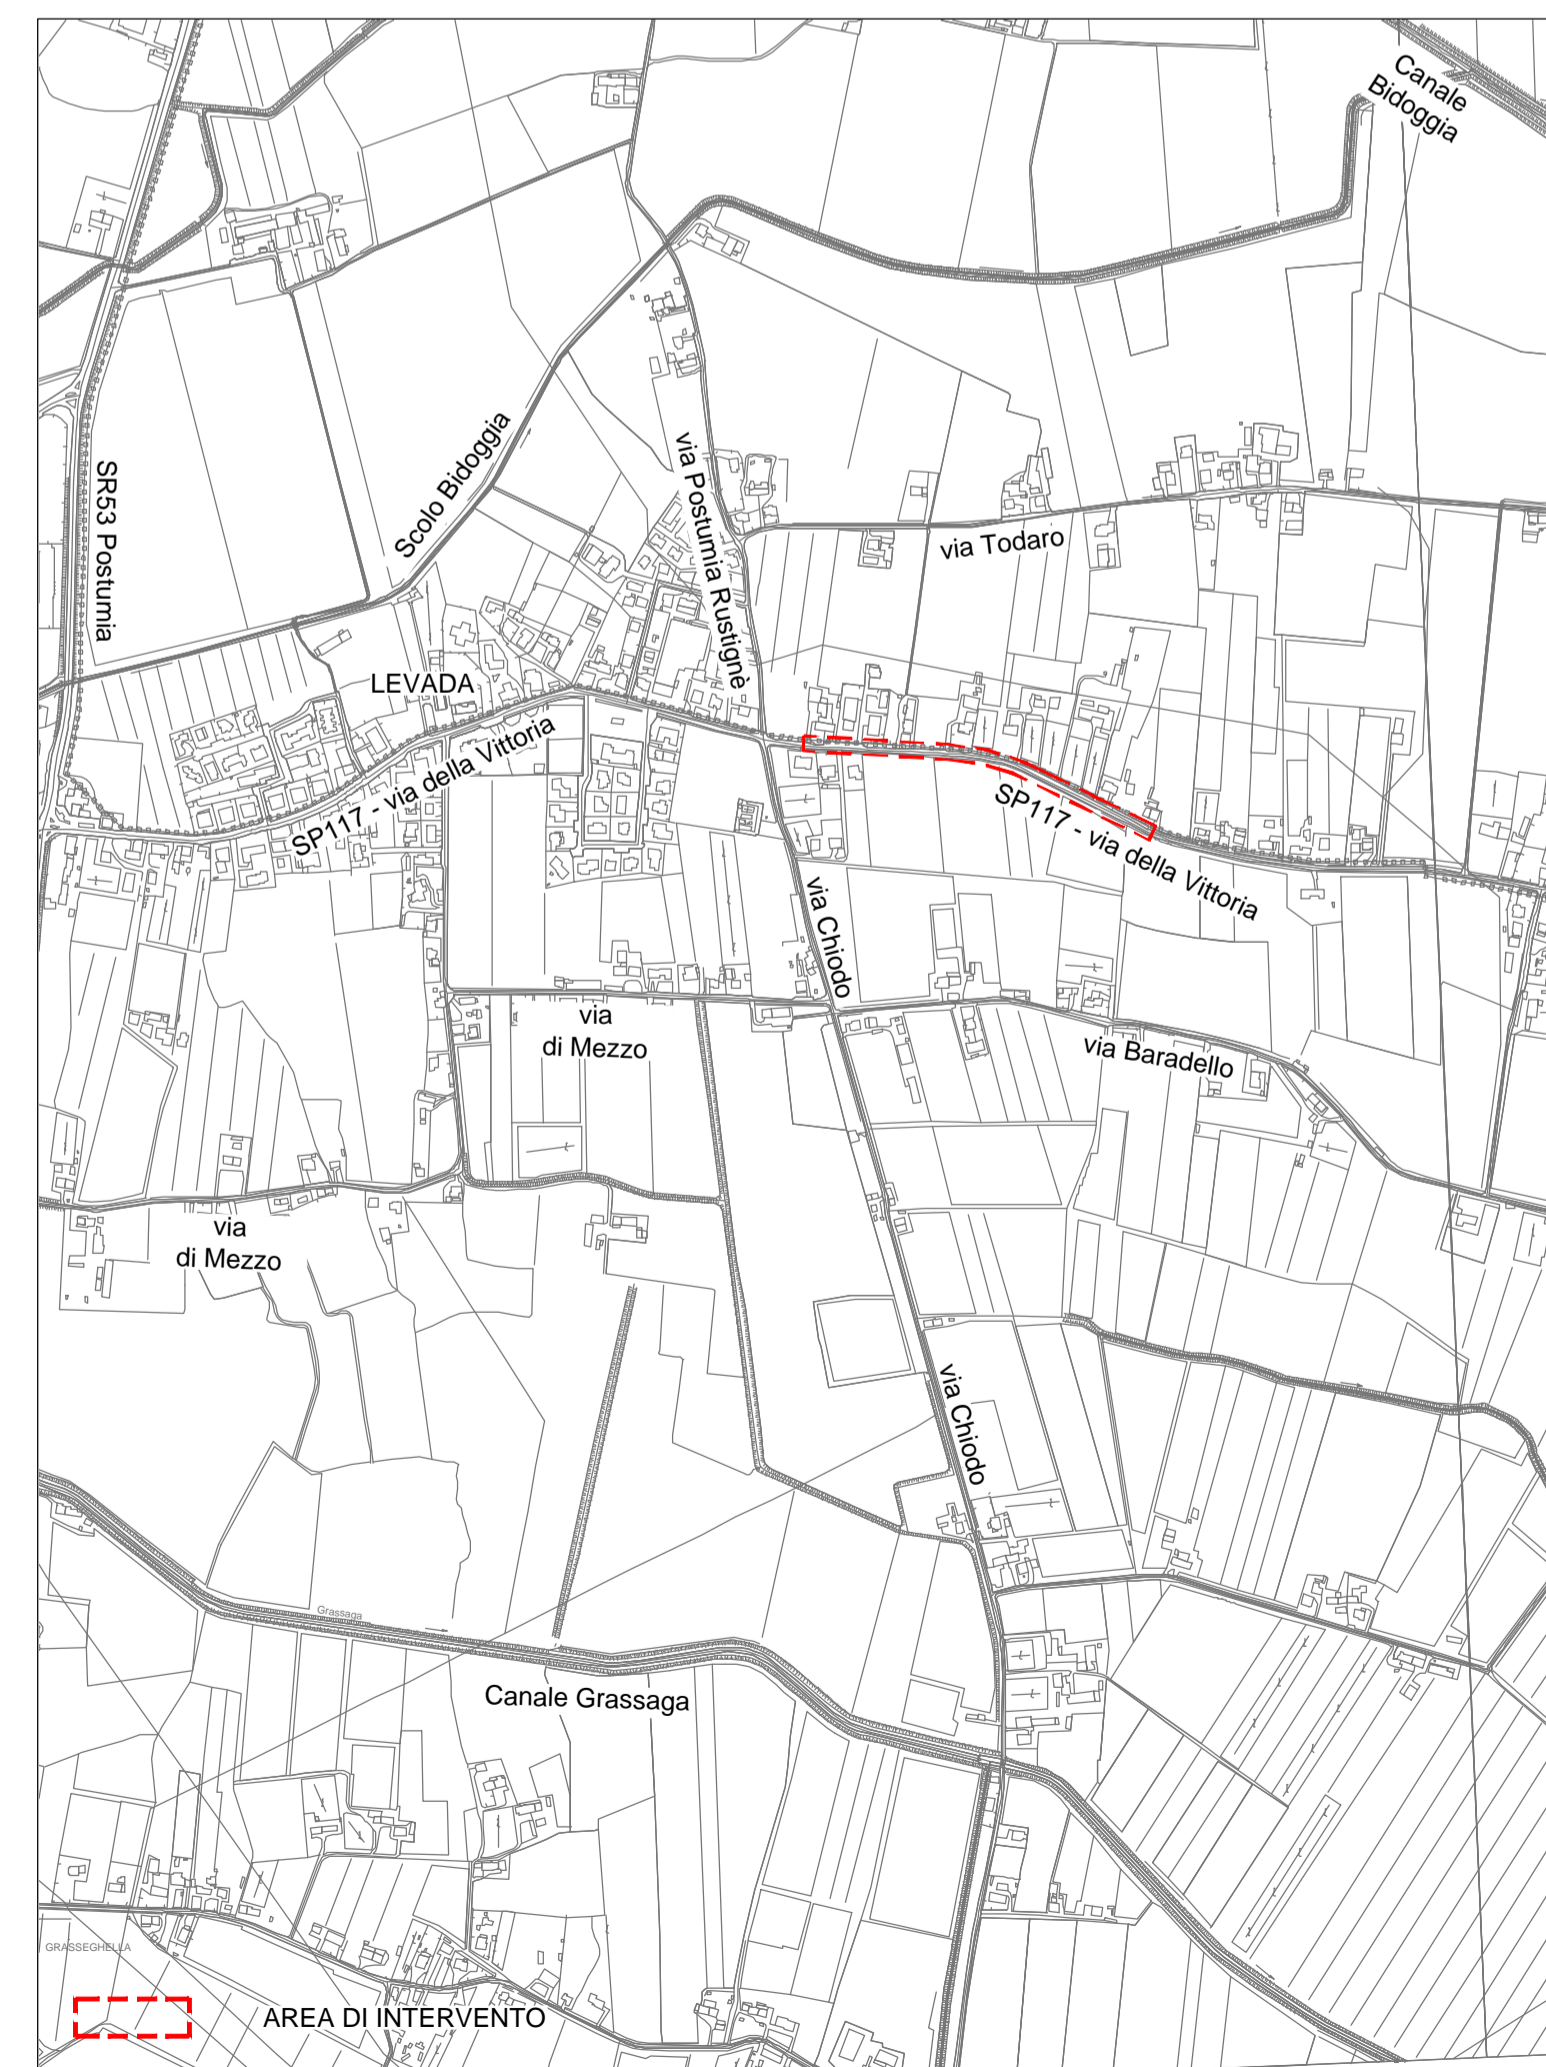 Canale
Bidoggia
SR53 Postumia
Scolo Bidoggia
via Postumia Rustignè
via Todaro
LEVADA
SP117 - via della Vittoria
SP117 - via della Vittoria
via Chiodo
via
di Mezzo
via Baradello
via
di Mezzo
via Chiodo
Grassaga
Canale Grassaga
GRASSEGHELLA
AREA DI INTERVENTO